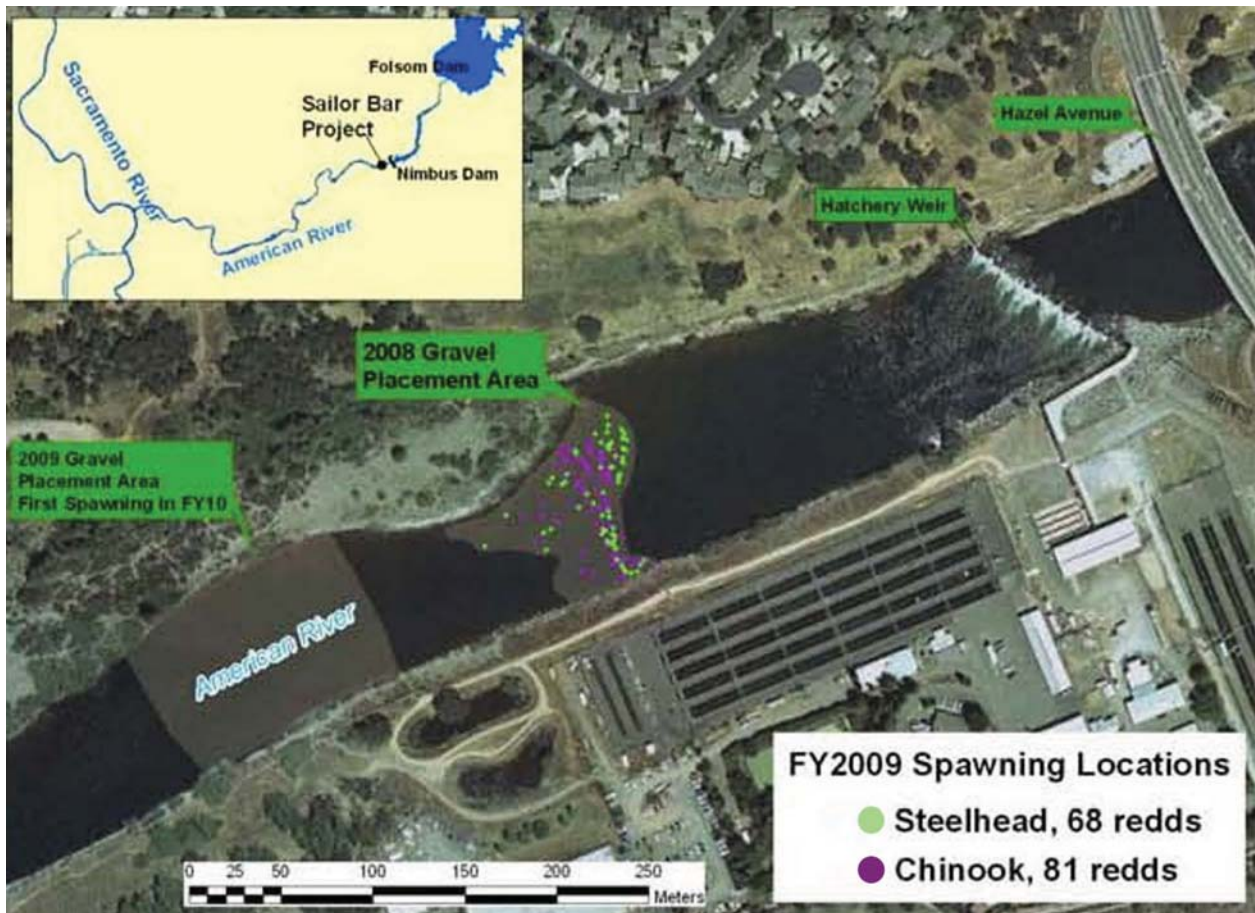 Folsom Dam
Sailor Bar
Project
Nimbus Dam
Sacramento River
American River
Hazel Avenue
Hatchery Weir
2008 Gravel
Placement Area
2009 Gravel
Placement Area
First Spawning in FY10
American River
FY2009 Spawning Locations
Steelhead, 68 redds
Chinook, 81 redds
0 25 50 100 150 200 250
Meters